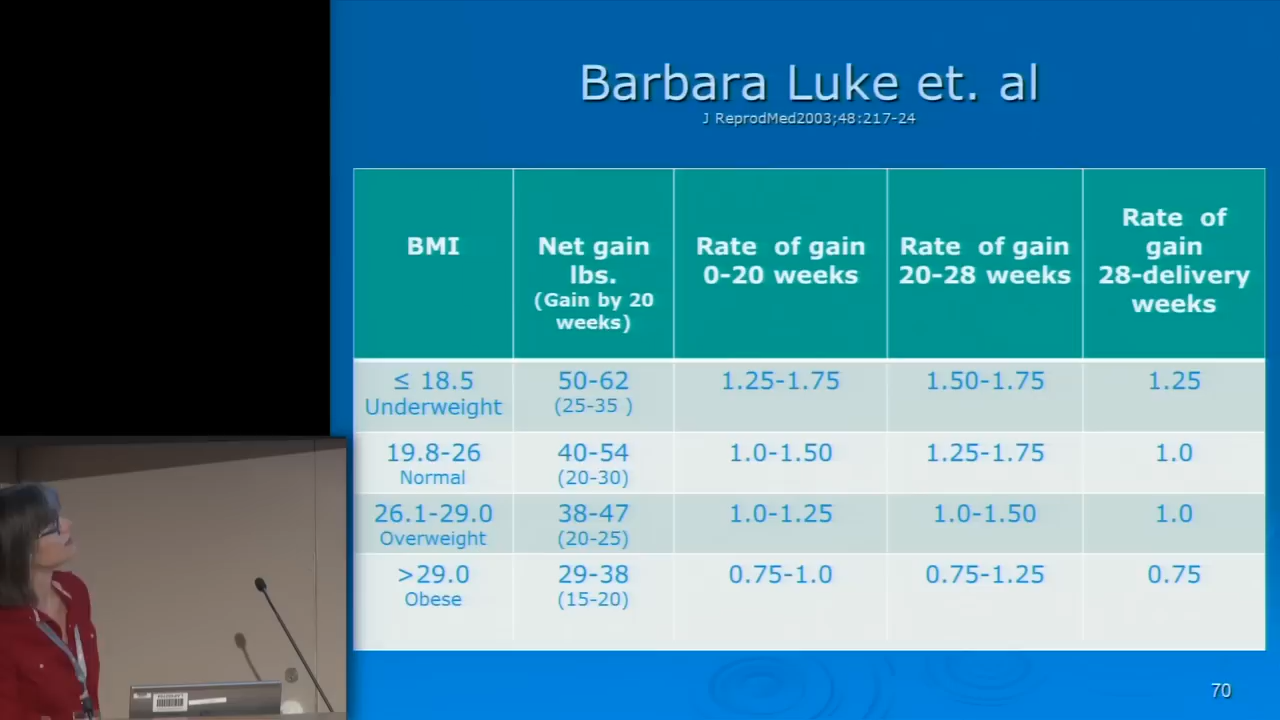 Barbara Luke et. al
J ReprodMed2003;48:217-24
BMI
Net gain
lbs.
(Gain by 20
weeks)
Rate of gain
0-20 weeks
Rate of gain
20-28 weeks
Rate of
gain
28-delivery
weeks
≤ 18.5
Underweight
50-62
(25-35 )
1.25-1.75
1.50-1.75
1.25
19.8-26
Normal
40-54
(20-30)
1.0-1.50
1.25-1.75
1.0
26.1-29.0
Overweight
38-47
(20-25)
1.0-1.25
1.0-1.50
1.0
>29.0
Obese
29-38
(15-20)
0.75-1.0
0.75-1.25
0.75
70